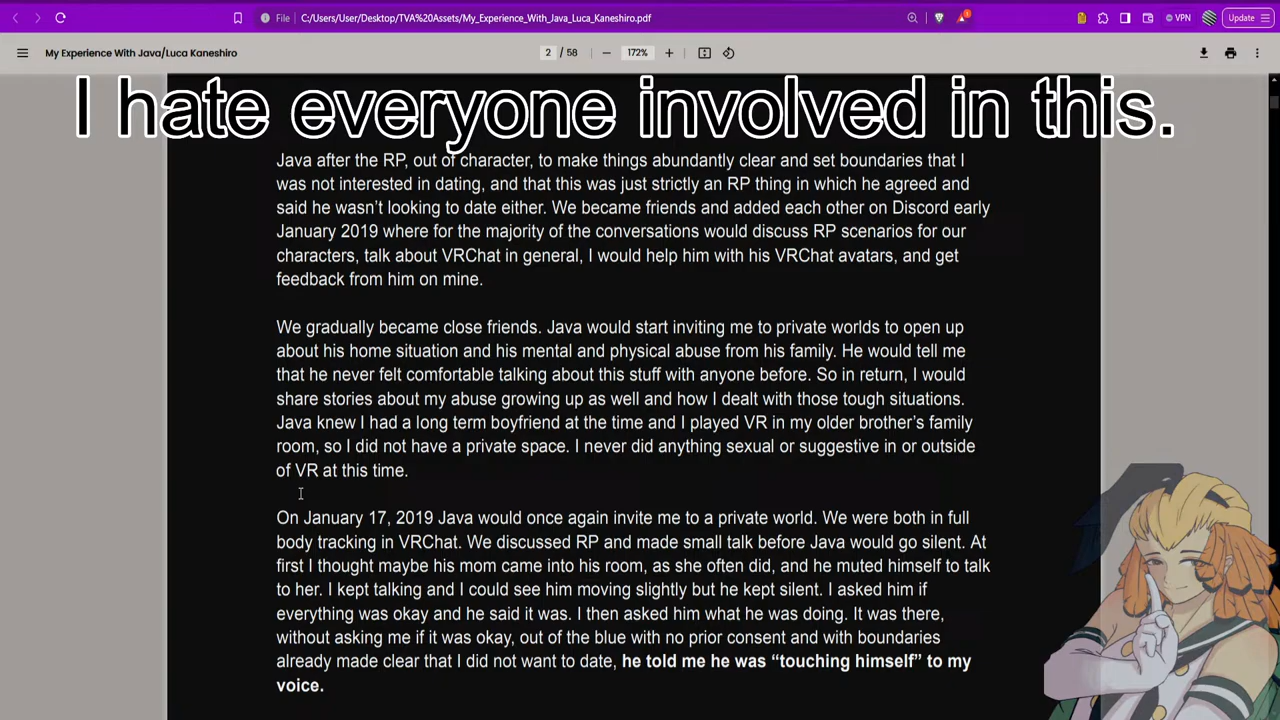 File
C:/Users/User/Desktop/TVA%20Assets/My_Experience_With_Java_Luca_Kaneshiro.pdf
1
VPN
Update
My Experience With Java/Luca Kaneshiro
2 / 58
172%
I hate everyone involved in this.
Java after the RP, out of character, to make things abundantly clear and set boundaries that I
was not interested in dating, and that this was just strictly an RP thing in which he agreed and
said he wasn't looking to date either. We became friends and added each other on Discord early
January 2019 where for the majority of the conversations would discuss RP scenarios for our
characters, talk about VRChat in general, I would help him with his VRChat avatars, and get
feedback from him on mine.
We gradually became close friends. Java would start inviting me to private worlds to open up
about his home situation and his mental and physical abuse from his family. He would tell me
that he never felt comfortable talking about this stuff with anyone before. So in return, I would
share stories about my abuse growing up as well and how I dealt with those tough situations.
Java knew I had a long term boyfriend at the time and I played VR in my older brother's family
room, so I did not have a private space. I never did anything sexual or suggestive in or outside
of VR at this time.
On January 17, 2019 Java would once again invite me to a private world. We were both in full
body tracking in VRChat. We discussed RP and made small talk before Java would go silent. At
first I thought maybe his mom came into his room, as she often did, and he muted himself to talk
to her. I kept talking and I could see him moving slightly but he kept silent. I asked him if
everything was okay and he said it was. I then asked him what he was doing. It was there,
without asking me if it was okay, out of the blue with no prior consent and with boundaries
already made clear that I did not want to date, he told me he was “touching himself” to my
voice.